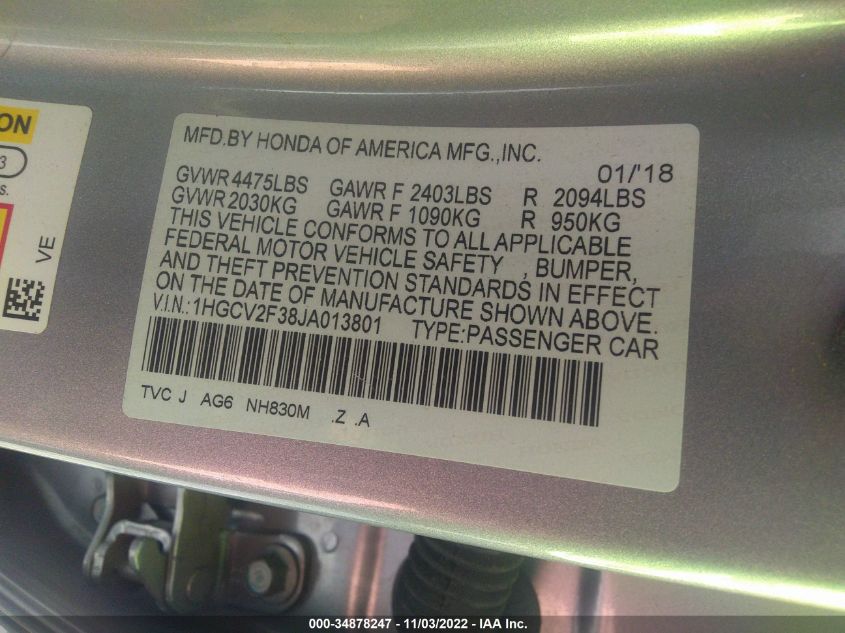 ON
3
s.
VE
MFD.BY HONDA OF AMERICA MFG.,INC.
01/'18
GVWR 4475LBS GAWR F 2403LBS R 2094LBS
GVWR 2030KG GAWR F 1090KG R 950KG
THIS VEHICLE CONFORMS TO ALL APPLICABLE
FEDERAL MOTOR VEHICLE SAFETY , BUMPER,
AND THEFT PREVENTION STANDARDS IN EFFECT
ON THE DATE OF MANUFACTURE SHOWN ABOVE.
V.I.N.:1HGCV2F38JA013801 TYPE:PASSENGER CAR
TVC J AG6 NH830M .Z .A
000-34878247 - 11/03/2022 - IAA Inc.